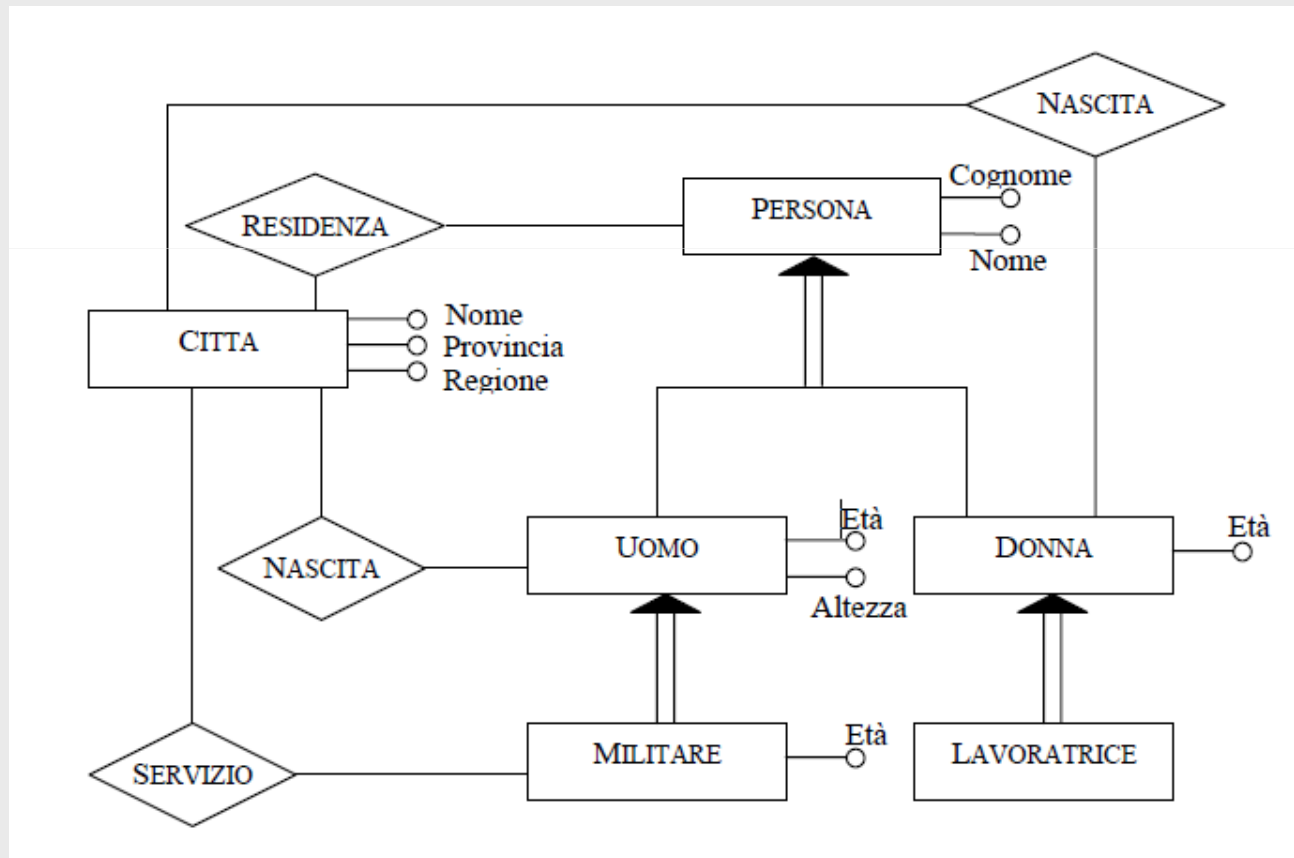 NASCITA
Cognome
PERSONA
RESIDENZA
Nome
Nome
CITTA
Provincia
Regione
Età
Età
UOMO
DONNA
NASCITA
Altezza
Età
MILITARE
LAVORATRICE
SERVIZIO